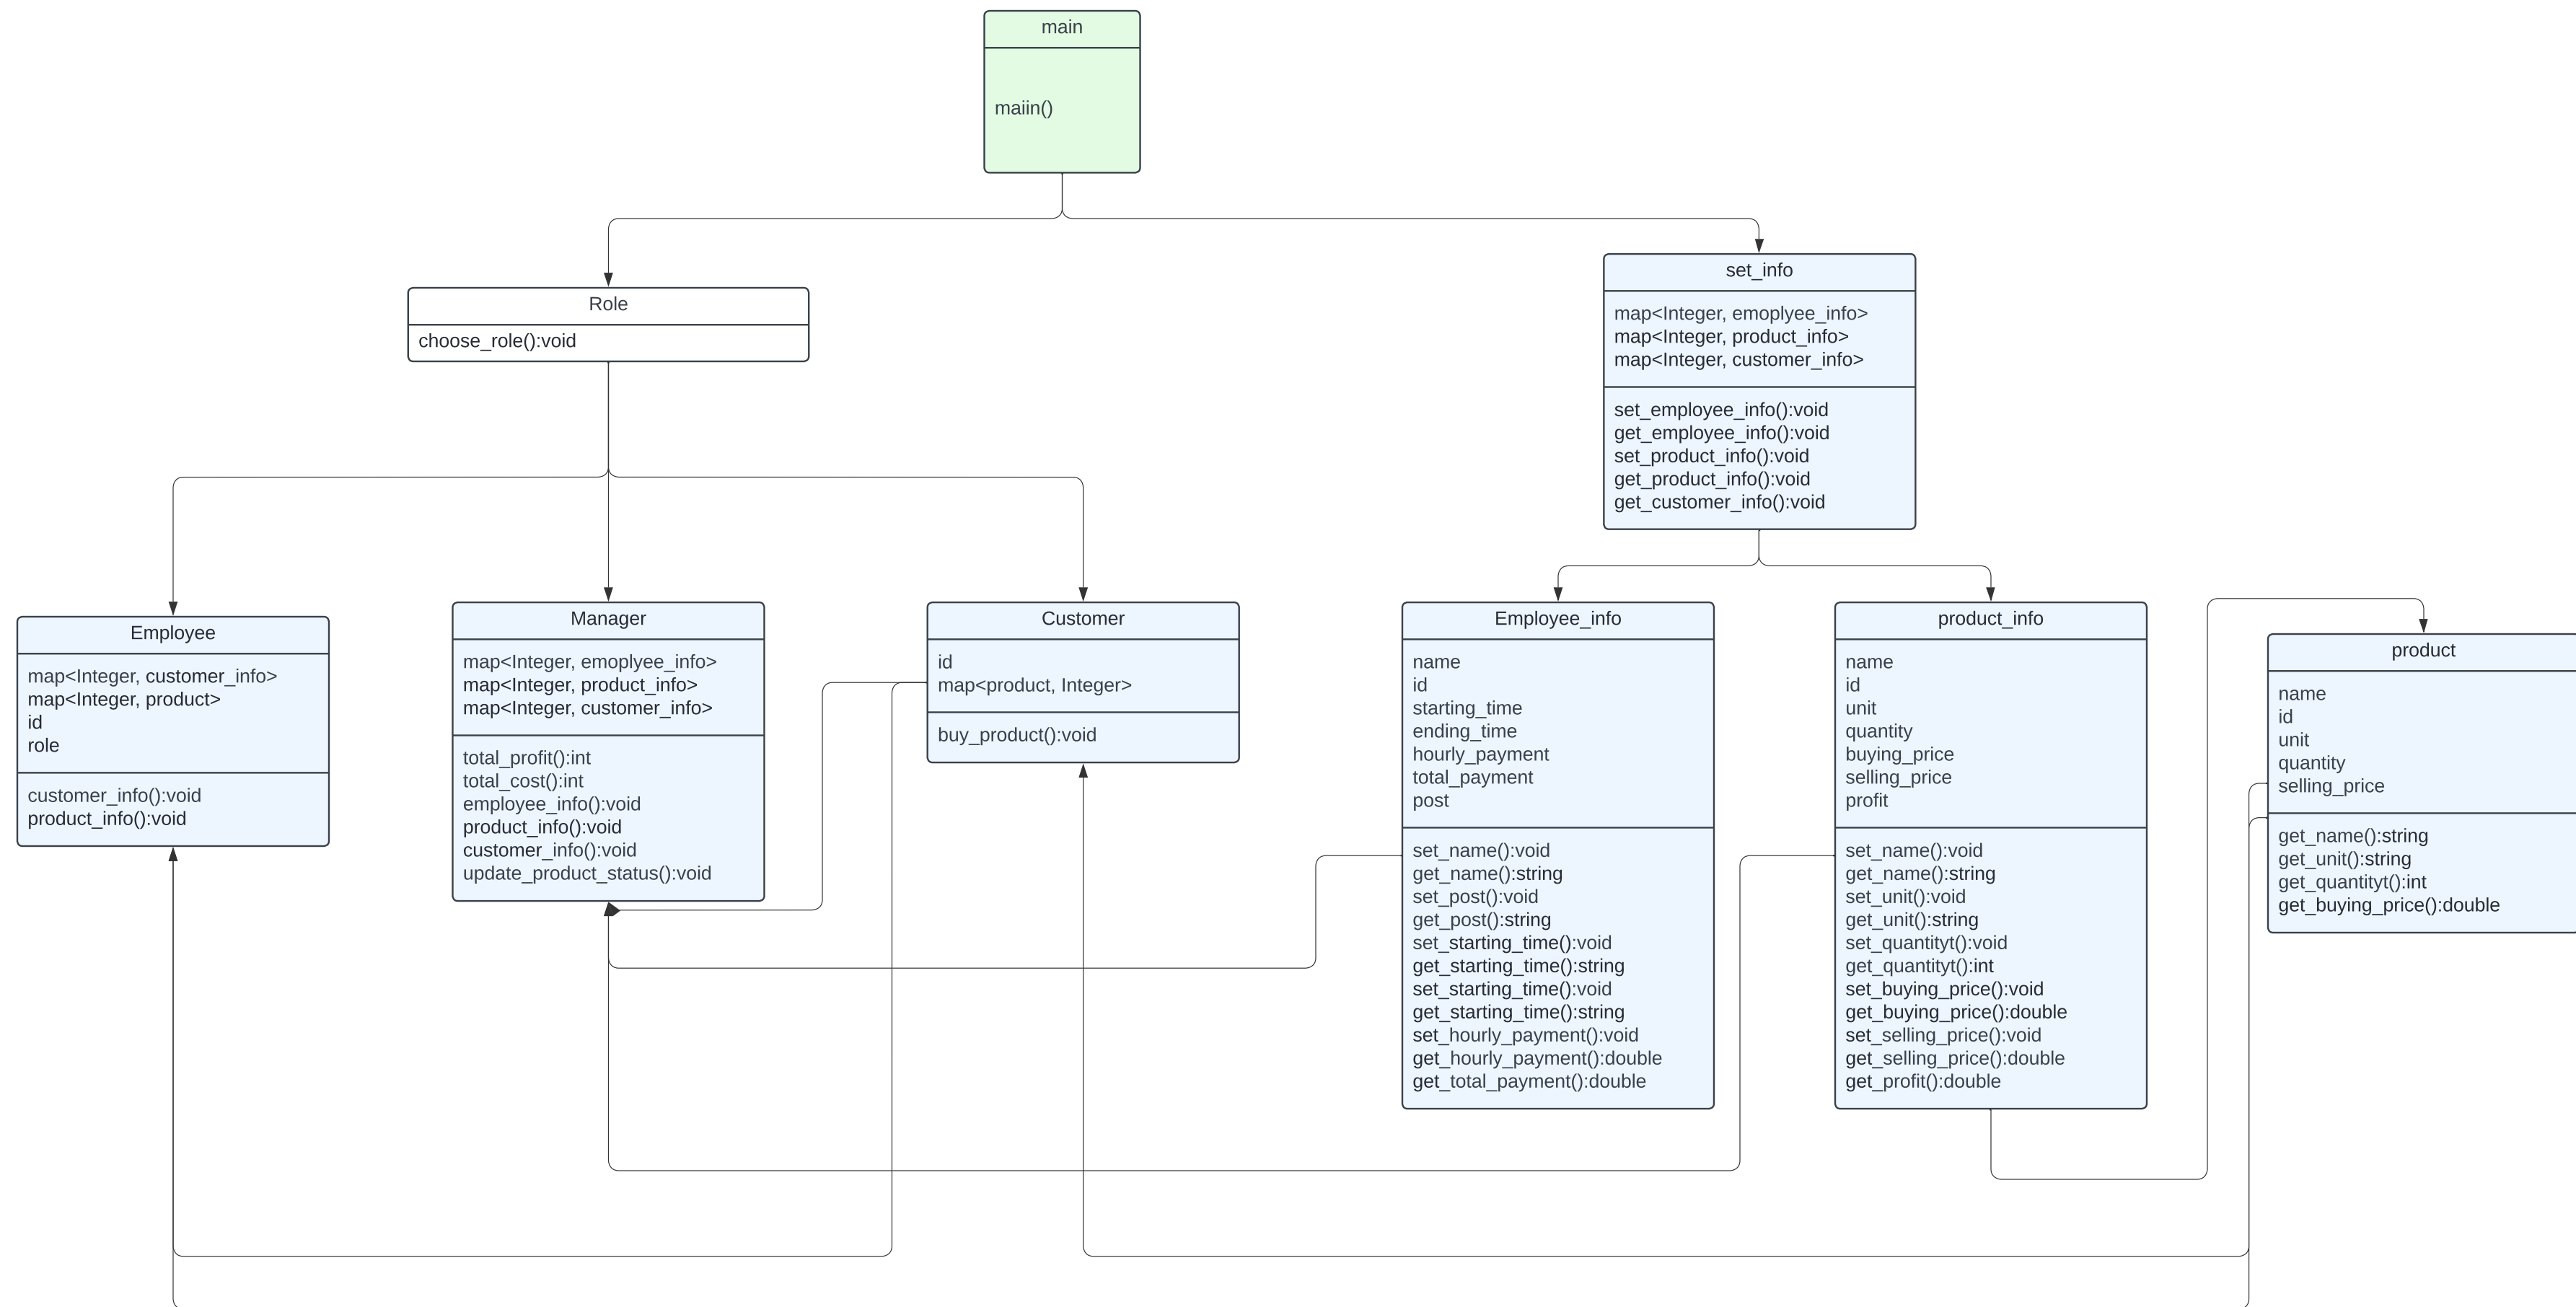 main
maiin()
Role
choose_role():void
set_info
map<Integer, emoplyee_info>
map<Integer, product_info>
map<Integer, customer_info>
set_employee_info():void
get_employee_info():void
set_product_info():void
get_product_info():void
get_customer_info():void
Employee
map<Integer, customer_info>
map<Integer, product>
id
role
customer_info():void
product_info():void
Manager
map<Integer, emoplyee_info>
map<Integer, product_info>
map<Integer, customer_info>
total_profit():int
total_cost():int
employee_info():void
product_info():void
customer_info():void
update_product_status():void
Customer
id
map<product, Integer>
buy_product():void
Employee_info
name
id
starting_time
ending_time
hourly_payment
total_payment
post
set_name():void
get_name():string
set_post():void
get_post():string
set_starting_time():void
get_starting_time():string
set_starting_time():void
get_starting_time():string
set_hourly_payment():void
get_hourly_payment():double
get_total_payment():double
product_info
name
id
unit
quantity
buying_price
selling_price
profit
set_name():void
get_name():string
set_unit():void
get_unit():string
set_quantityt():void
get_quantityt():int
set_buying_price():void
get_buying_price():double
set_selling_price():void
get_selling_price():double
get_profit():double
product
name
id
unit
quantity
selling_price
get_name():string
get_unit():string
get_quantityt():int
get_buying_price():double